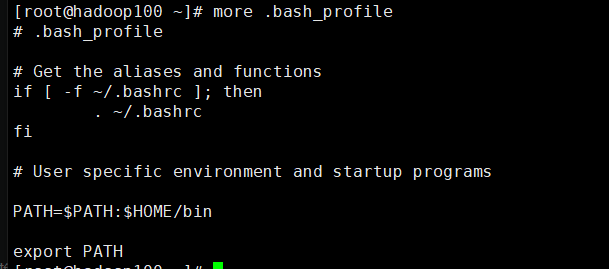 [root@hadoop100 ~]# more .bash_profile
# .bash_profile
# Get the aliases and functions
if [ -f ~/.bashrc ]; then
        . ~/.bashrc
fi
# User specific environment and startup programs
PATH=$PATH:$HOME/bin
export PATH
[root@hadoop100 ~]#